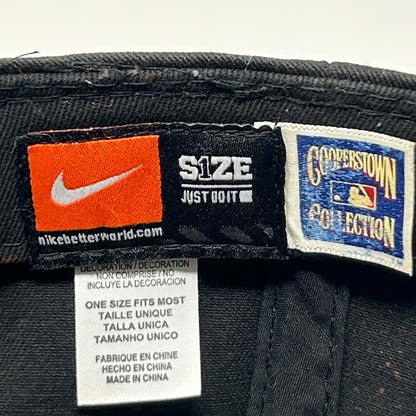 S1ZE
JUST DO IT
nikebetterworld.com
COOPERSTOWN
COLLECTION
TM
DECORATION / DECORATION
NON COMPRISE / NO
INCLUYE LA DECORACION
ONE SIZE FITS MOST
TAILLE UNIQUE
TALLA UNICA
TAMANHO UNICO
FABRIQUE EN CHINE
HECHO EN CHINA
MADE IN CHINA